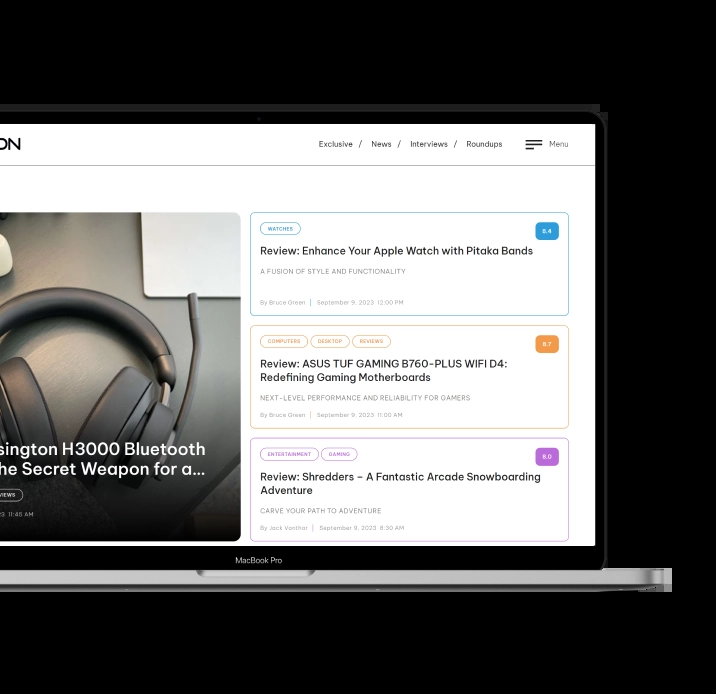 ON
Exclusive / News / Interviews / Roundups
Menu
WATCHES
8.4
Review: Enhance Your Apple Watch with Pitaka Bands
A FUSION OF STYLE AND FUNCTIONALITY
By Bruce Green | September 9, 2023 12:00 PM
COMPUTERS DESKTOP REVIEWS
8.7
Review: ASUS TUF GAMING B760-PLUS WIFI D4:
Redefining Gaming Motherboards
NEXT-LEVEL PERFORMANCE AND RELIABILITY FOR GAMERS
By Bruce Green | September 9, 2023 11:00 AM
sington H3000 Bluetooth
he Secret Weapon for a...
IEWS
23 11:45 AM
ENTERTAINMENT GAMING
8.0
Review: Shredders – A Fantastic Arcade Snowboarding
Adventure
CARVE YOUR PATH TO ADVENTURE
By Jack Vonthor | September 9, 2023 8:30 AM
MacBook Pro